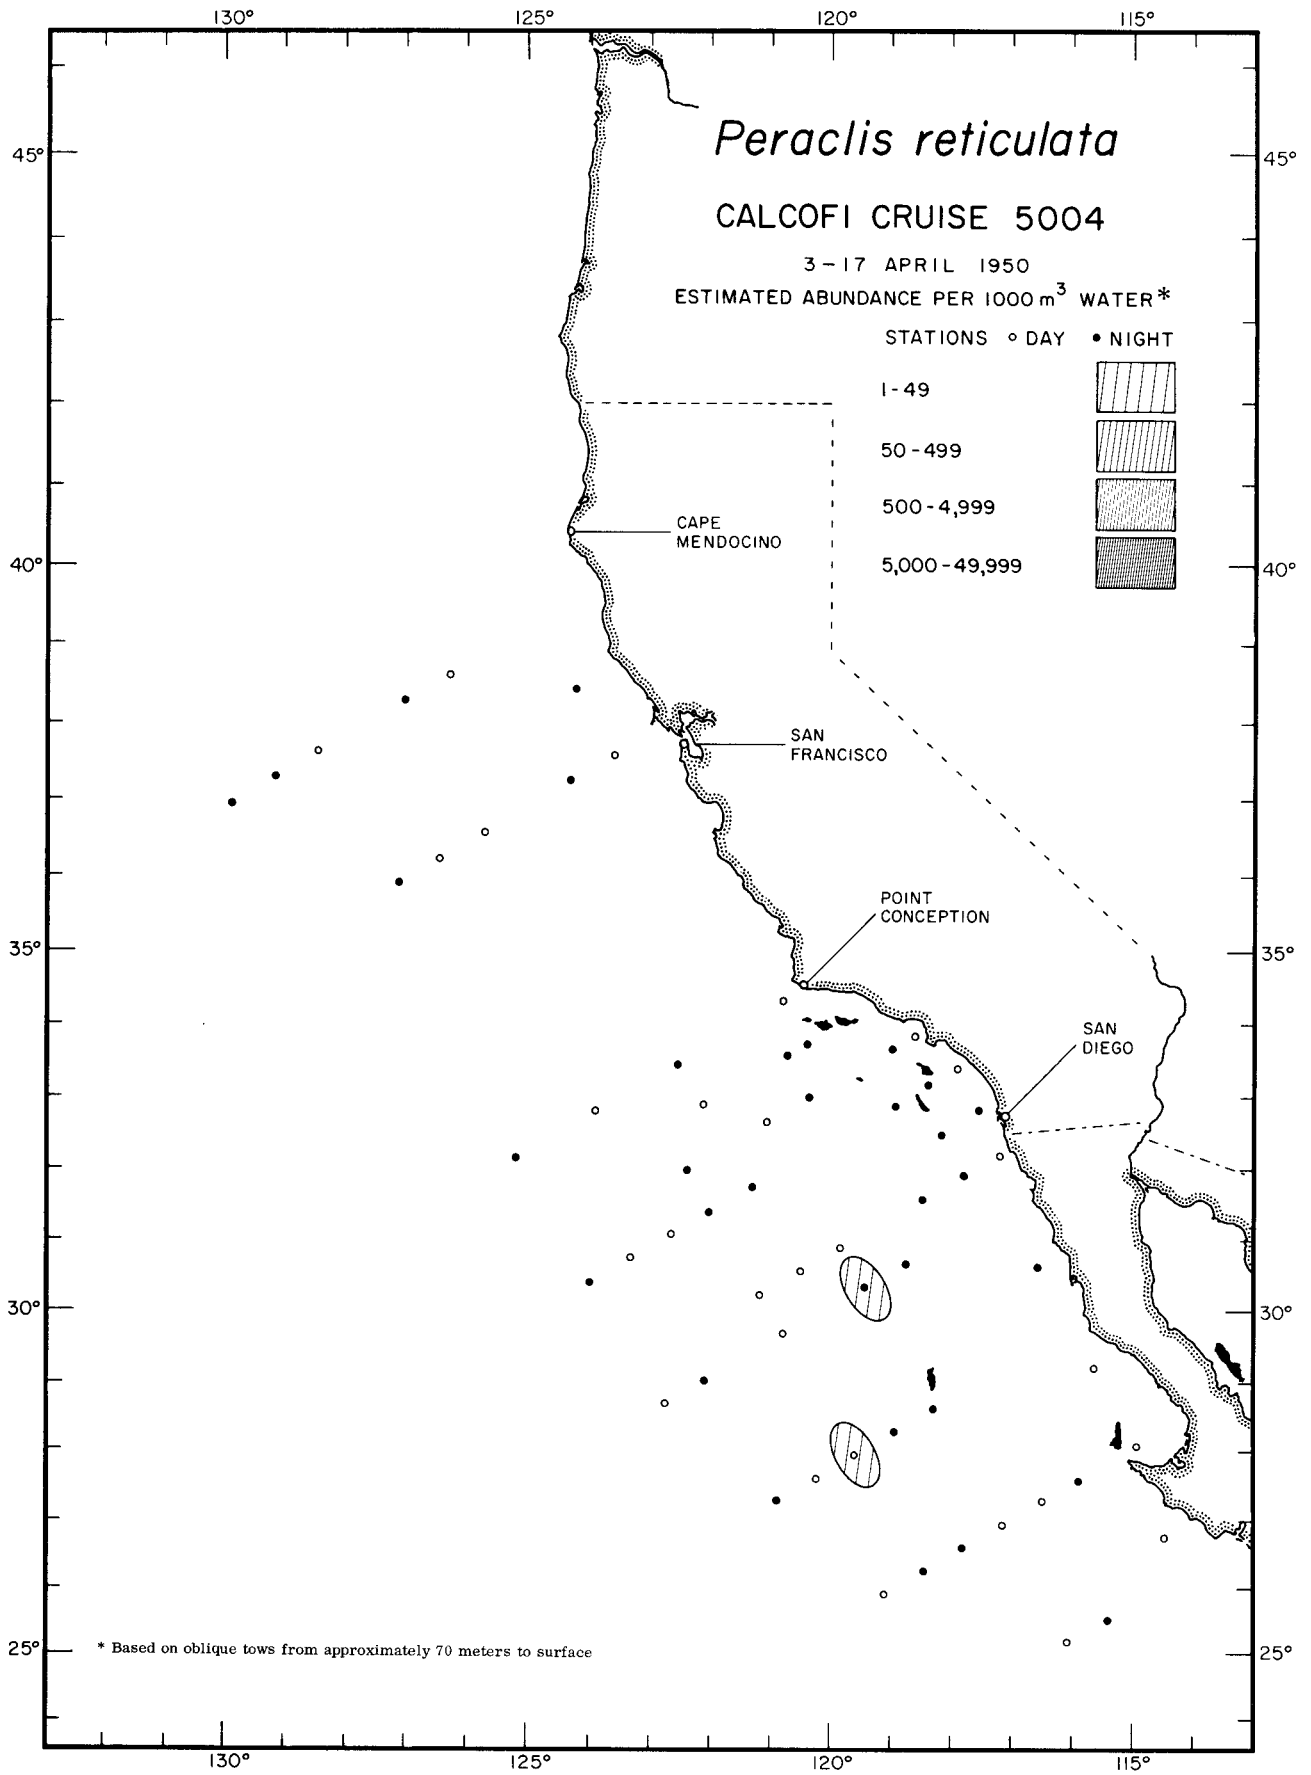 130° 125° 120° 115°
Peraclis reticulata
45° 45°
CALCOFI CRUISE 5004
3-17 APRIL 1950
ESTIMATED ABUNDANCE PER 1000 m³ WATER*
STATIONS ○ DAY ● NIGHT
1-49
50-499
500-4,999
CAPE
MENDOCINO
5,000-49,999
40° 40°
SAN
FRANCISCO
POINT
CONCEPTION
35° 35°
SAN
DIEGO
30° 30°
* Based on oblique tows from approximately 70 meters to surface
25° 25°
130° 125° 120° 115°